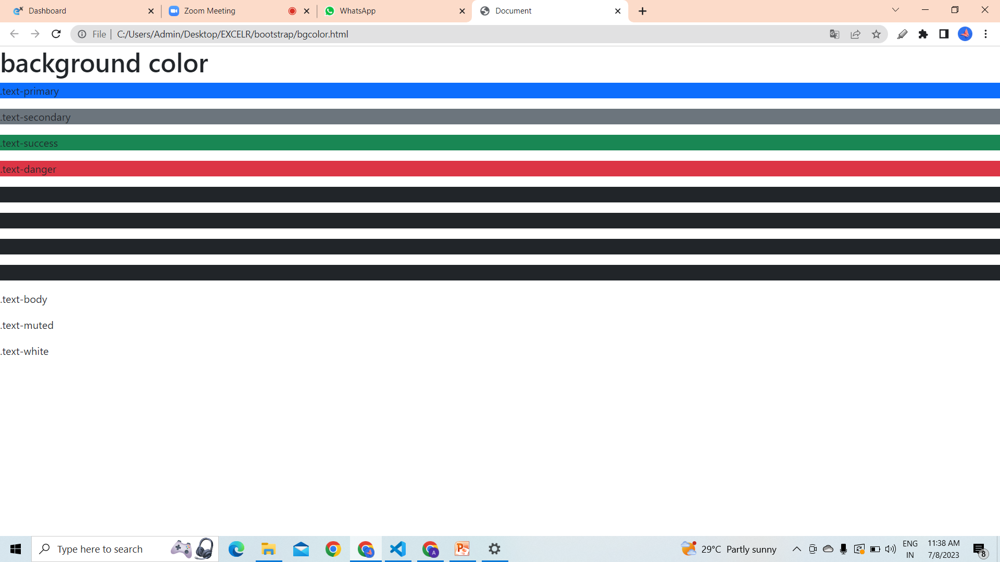 Dashboard
Zoom Meeting
WhatsApp
Document
File
C:/Users/Admin/Desktop/EXCELR/bootstrap/bgcolor.html
background color
.text-primary
.text-secondary
.text-success
.text-danger
.text-body
.text-muted
.text-white
Type here to search
29°C Partly sunny
ENG
IN
11:38 AM
7/8/2023
8
A